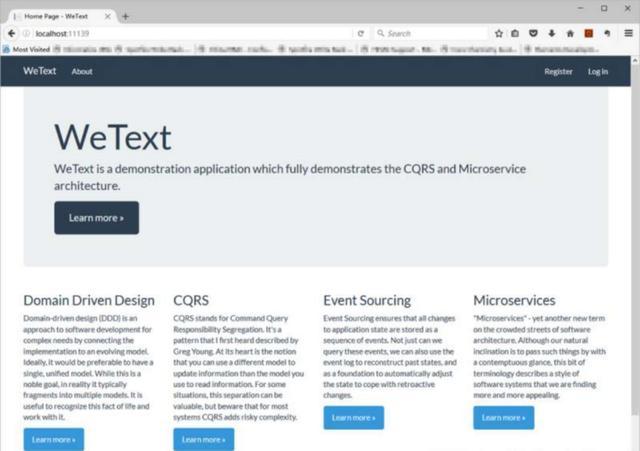 Home Page - WeText
localhost:11139
Search
Most Visited
WeText
About
Register
Log in
WeText
WeText is a demonstration application which fully demonstrates the CQRS and Microservice
architecture.
Learn more »
Domain Driven Design
Domain-driven design (DDD) is an
approach to software development for
complex needs by connecting the
implementation to an evolving model.
Ideally, it would be preferable to have a
single, unified model. While this is a
noble goal, in reality it typically
fragments into multiple models. It is
useful to recognize this fact of life and
work with it.
Learn more »
CQRS
CQRS stands for Command Query
Responsibility Segregation. It's a
pattern that I first heard described by
Greg Young. At its heart is the notion
that you can use a different model to
update information than the model you
use to read information. For some
situations, this separation can be
valuable, but beware that for most
systems CQRS adds risky complexity.
Learn more »
Event Sourcing
Event Sourcing ensures that all changes
to application state are stored as a
sequence of events. Not just can we
query these events, we can also use the
event log to reconstruct past states, and
as a foundation to automatically adjust
the state to cope with retroactive
changes.
Learn more »
Microservices
"Microservices" - yet another new term
on the crowded streets of software
architecture. Although our natural
inclination is to pass such things by with
a contemptuous glance, this bit of
terminology describes a style of
software systems that we are finding
more and more appealing.
Learn more »